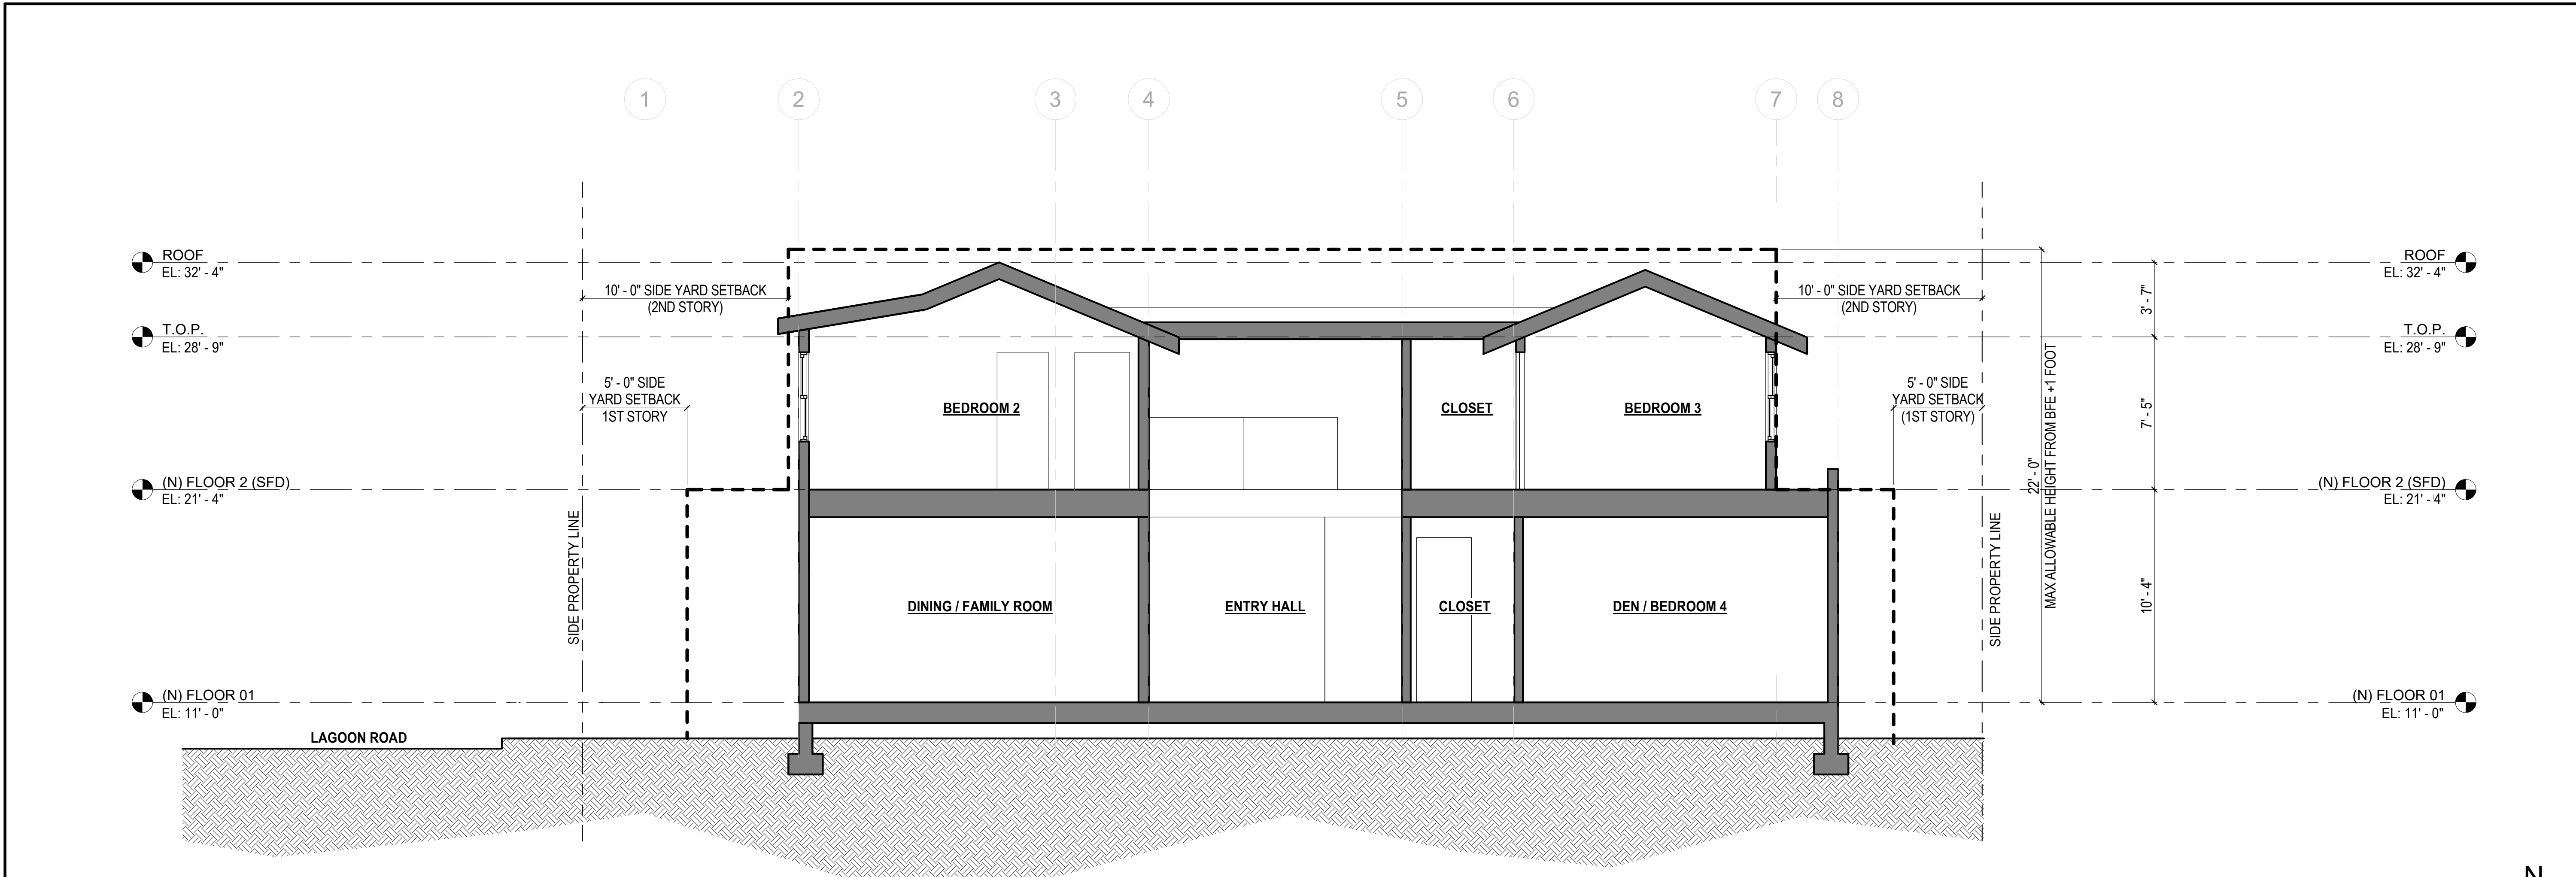 1 2 3 4 5 6 7 8
ROOF
EL: 32' - 4"
10' - 0" SIDE YARD SETBACK
(2ND STORY)
10' - 0" SIDE YARD SETBACK
(2ND STORY)
ROOF
EL: 32' - 4"
3' - 7"
T.O.P.
EL: 28' - 9"
T.O.P.
EL: 28' - 9"
5' - 0" SIDE
YARD SETBACK
1ST STORY
BEDROOM 2
CLOSET
BEDROOM 3
5' - 0" SIDE
YARD SETBACK
(1ST STORY)
7' - 5"
(N) FLOOR 2 (SFD)
EL: 21' - 4"
22' - 0"
MAX ALLOWABLE HEIGHT FROM BFE +1 FOOT
(N) FLOOR 2 (SFD)
EL: 21' - 4"
SIDE PROPERTY LINE
DINING / FAMILY ROOM
ENTRY HALL
CLOSET
DEN / BEDROOM 4
SIDE PROPERTY LINE
10' - 4"
(N) FLOOR 01
EL: 11' - 0"
(N) FLOOR 01
EL: 11' - 0"
LAGOON ROAD
N